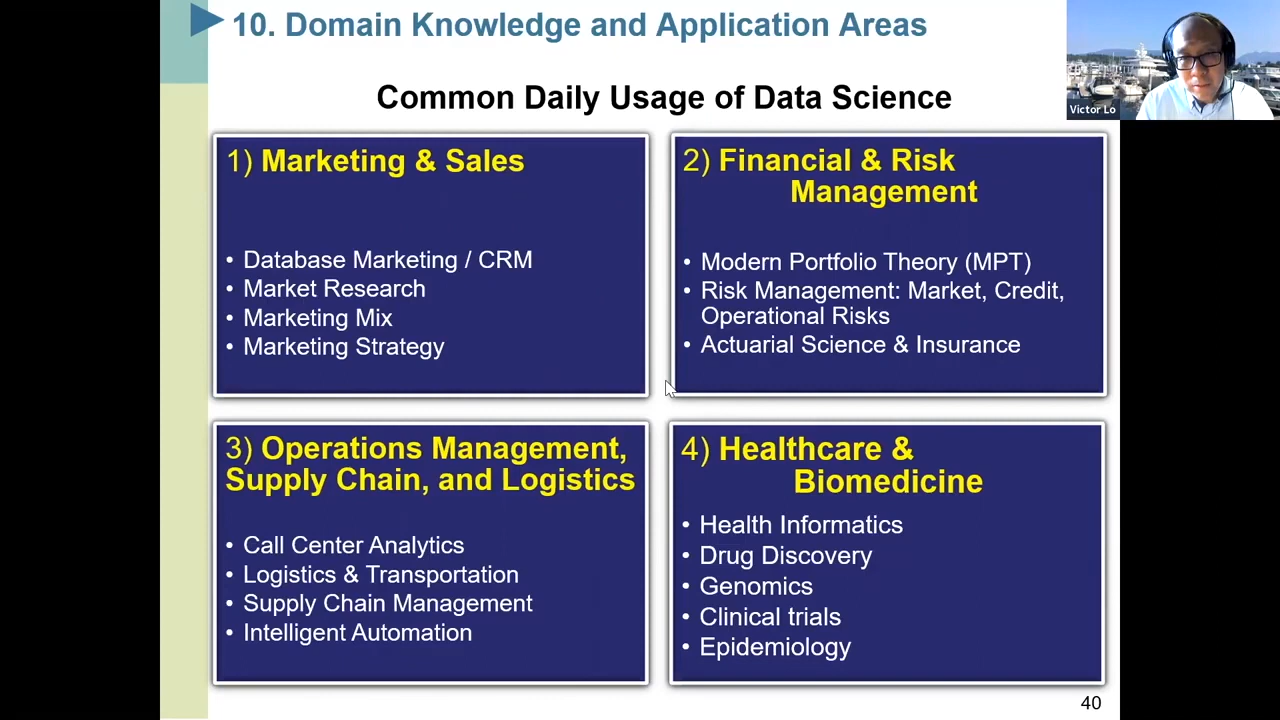 10. Domain Knowledge and Application Areas
Victor Lo
Common Daily Usage of Data Science
1) Marketing & Sales
• Database Marketing / CRM
• Market Research
• Marketing Mix
• Marketing Strategy
2) Financial & Risk
Management
• Modern Portfolio Theory (MPT)
• Risk Management: Market, Credit,
Operational Risks
• Actuarial Science & Insurance
3) Operations Management,
Supply Chain, and Logistics
• Call Center Analytics
• Logistics & Transportation
• Supply Chain Management
• Intelligent Automation
4) Healthcare &
Biomedicine
• Health Informatics
• Drug Discovery
• Genomics
• Clinical trials
• Epidemiology
40